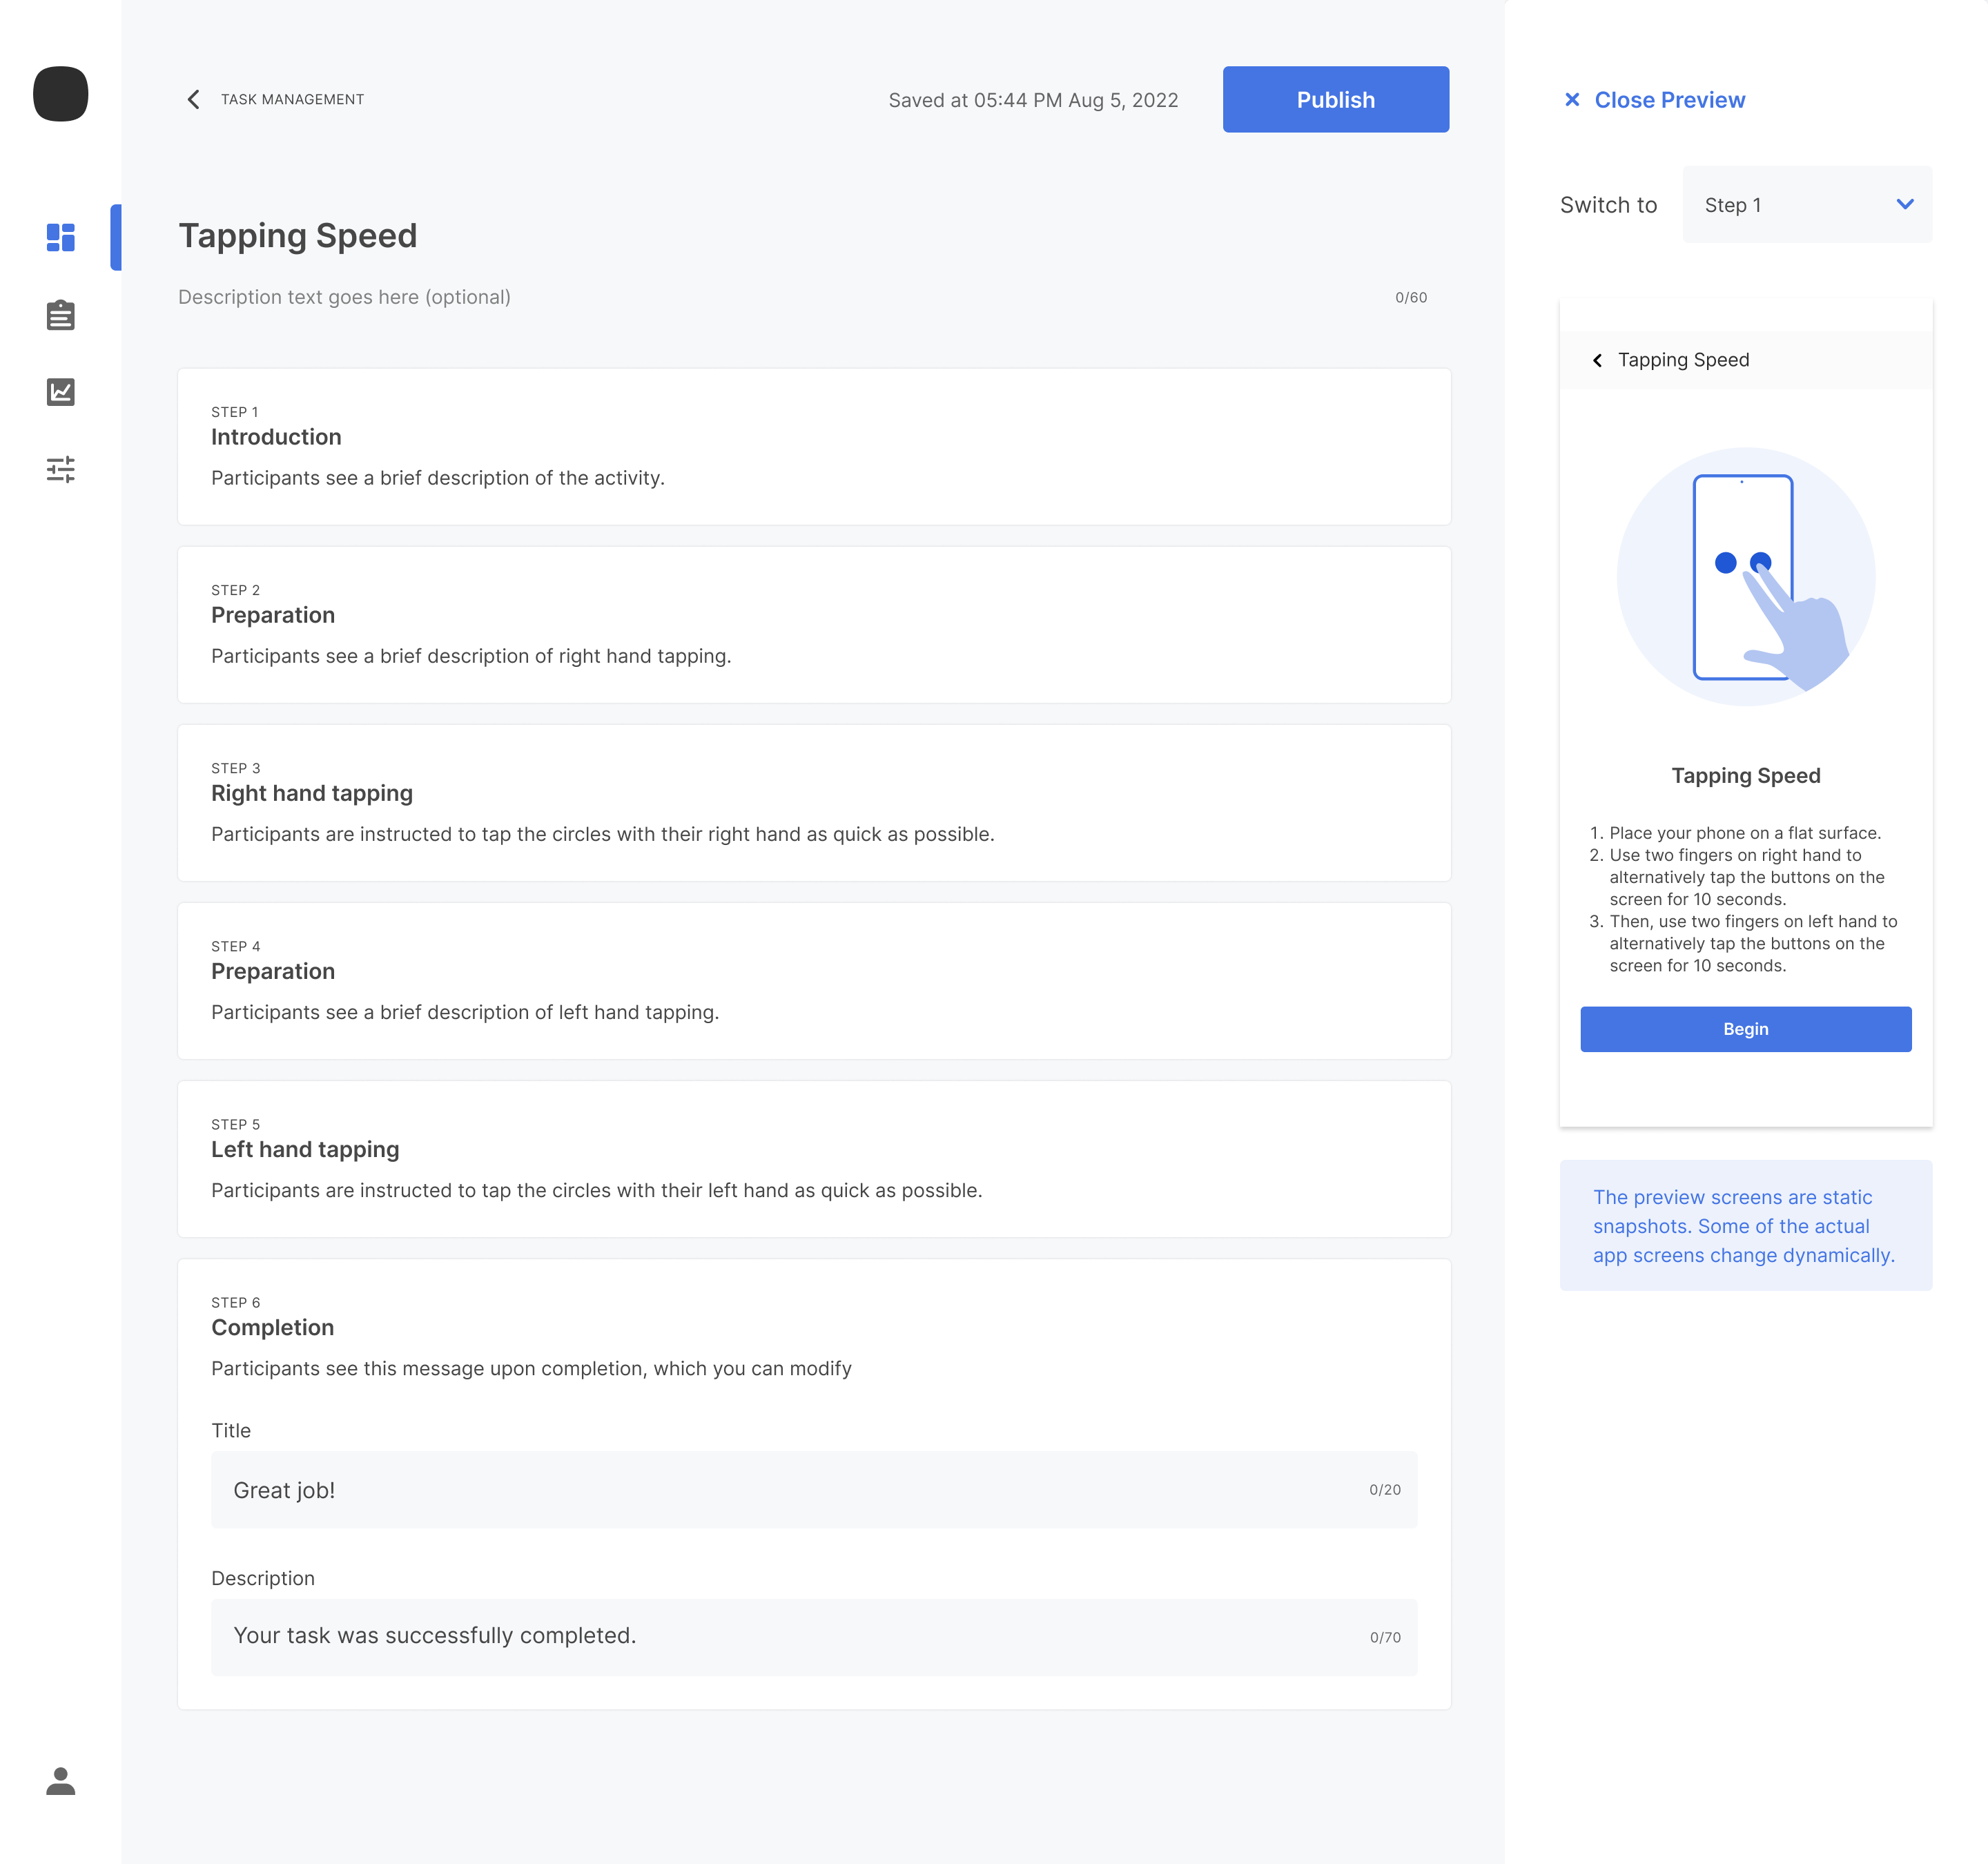 TASK MANAGEMENT
Saved at 05:44 PM Aug 5, 2022
Publish
Tapping Speed
Description text goes here (optional)
0/60
STEP 1
Introduction
Participants see a brief description of the activity.
STEP 2
Preparation
Participants see a brief description of right hand tapping.
STEP 3
Right hand tapping
Participants are instructed to tap the circles with their right hand as quick as possible.
STEP 4
Preparation
Participants see a brief description of left hand tapping.
STEP 5
Left hand tapping
Participants are instructed to tap the circles with their left hand as quick as possible.
STEP 6
Completion
Participants see this message upon completion, which you can modify
Title
Great job!
0/20
Description
Your task was successfully completed.
0/70
Close Preview
Switch to
Step 1
Tapping Speed
Tapping Speed
1. Place your phone on a flat surface.
2. Use two fingers on right hand to
alternatively tap the buttons on the
screen for 10 seconds.
3. Then, use two fingers on left hand to
alternatively tap the buttons on the
screen for 10 seconds.
Begin
The preview screens are static
snapshots. Some of the actual
app screens change dynamically.